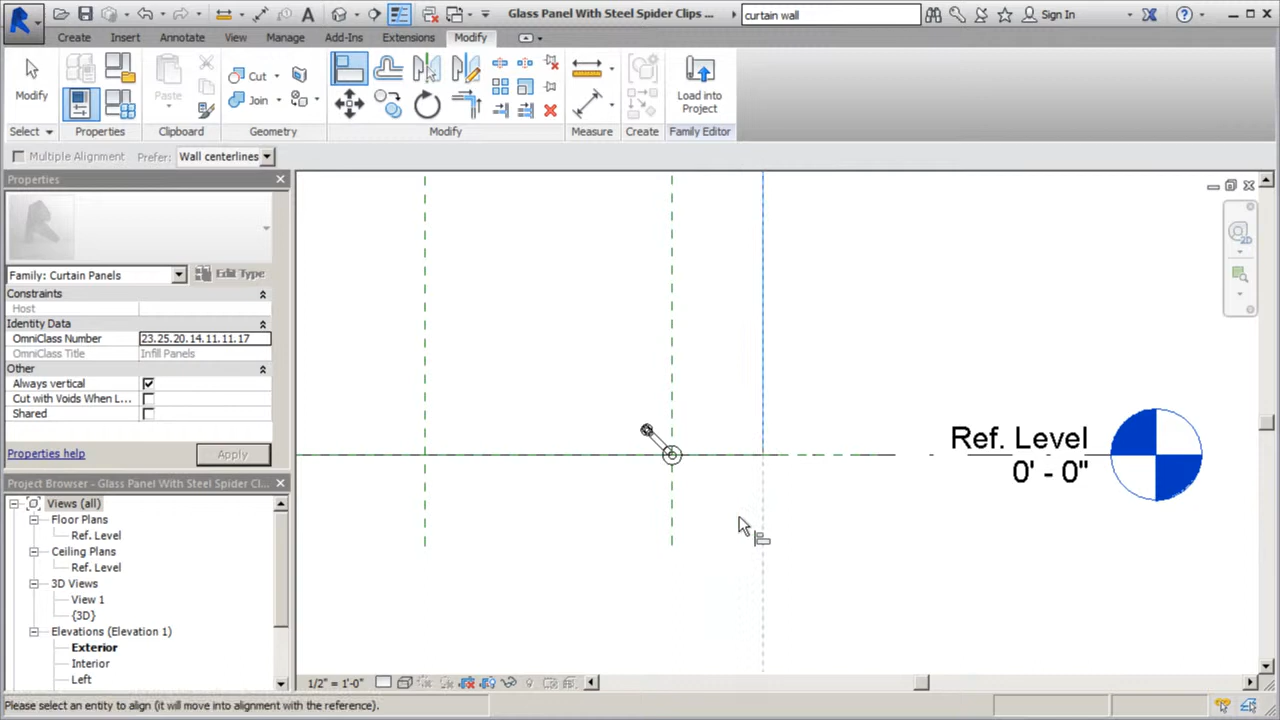 Glass Panel With Steel Spider Clips ...
curtain wall
Sign In
Create
Insert
Annotate
View
Manage
Add-Ins
Extensions
Modify
Modify
Paste
Cut
Join
Load into
Project
Select
Properties
Clipboard
Geometry
Modify
Measure
Create
Family Editor
Multiple Alignment
Prefer:
Wall centerlines
Properties
Family: Curtain Panels
Edit Type
Constraints
Host
Identity Data
OmniClass Number
23.25.20.14.11.11.17
OmniClass Title
Infill Panels
Other
Always vertical
Cut with Voids When L...
Shared
Properties help
Apply
Project Browser - Glass Panel With Steel Spider Cl...
Views (all)
Floor Plans
Ref. Level
Ceiling Plans
Ref. Level
3D Views
View 1
{3D}
Elevations (Elevation 1)
Exterior
Interior
Left
2D
Ref. Level
0' - 0"
1/2" = 1'-0"
Please select an entity to align (it will move into alignment with the reference).